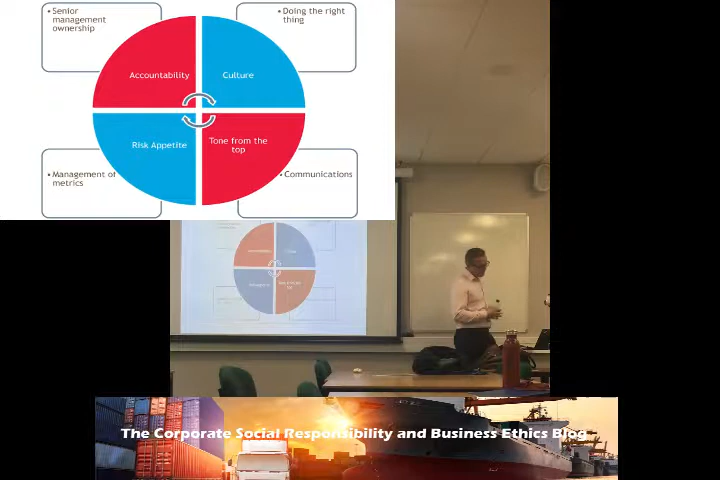 • Senior
management
ownership
• Doing the right
thing
Accountability
Culture
Risk Appetite
Tone from the
top
• Management of
metrics
• Communications
The Corporate Social Responsibility and Business Ethics Blog